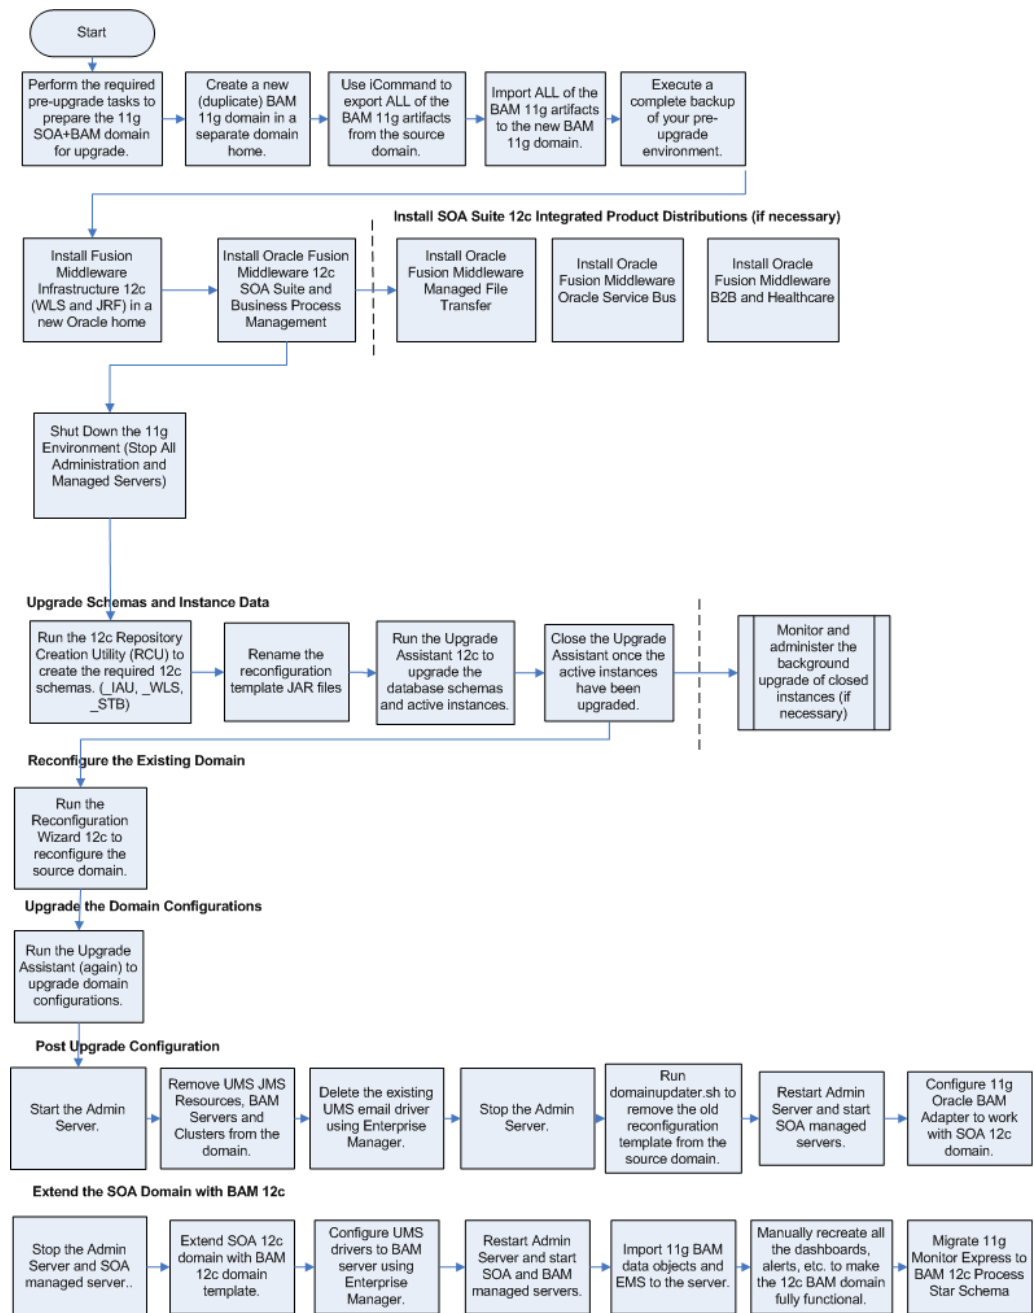 Start
Perform the required
pre-upgrade tasks to
prepare the 11g
SOA+BAM domain
for upgrade.
Create a new
(duplicate) BAM
11g domain in a
separate domain
home.
Use iCommand to
export ALL of the
BAM 11g artifacts
from the source
domain.
Import ALL of the
BAM 11g artifacts
to the new BAM
11g domain.
Execute a
complete backup
of your pre-
upgrade
environment.
Install SOA Suite 12c Integrated Product Distributions (if necessary)
Install Fusion
Middleware
Infrastructure 12c
(WLS and JRF) in a
new Oracle home
Install Oracle Fusion
Middleware 12c
SOA Suite and
Business Process
Management
Install Oracle
Fusion Middleware
Managed File
Transfer
Install Oracle
Fusion Middleware
Oracle Service Bus
Install Oracle
Fusion Middleware
B2B and Healthcare
Shut Down the 11g
Environment (Stop All
Administration and
Managed Servers)
Upgrade Schemas and Instance Data
Run the 12c Repository
Creation Utility (RCU) to
create the required 12c
schemas. (_IAU, _WLS,
_STB)
Rename the
reconfiguration
template JAR files
Run the Upgrade
Assistant 12c to
upgrade the
database schemas
and active instances.
Close the Upgrade
Assistant once the
active instances
have been
upgraded.
Monitor and
administer the
background
upgrade of closed
instances (if
necessary)
Reconfigure the Existing Domain
Run the
Reconfiguration
Wizard 12c to
reconfigure the
source domain.
Upgrade the Domain Configurations
Run the Upgrade
Assistant (again) to
upgrade domain
configurations.
Post Upgrade Configuration
Start the Admin
Server.
Remove UMS JMS
Resources, BAM
Servers and
Clusters from the
domain.
Delete the existing
UMS email driver
using Enterprise
Manager.
Stop the Admin
Server.
Run
domainupdater.sh to
remove the old
reconfiguration
template from the
source domain.
Restart Admin
Server and start
SOA managed
servers.
Configure 11g
Oracle BAM
Adapter to work
with SOA 12c
domain.
Extend the SOA Domain with BAM 12c
Stop the Admin
Server and SOA
managed server..
Extend SOA 12c
domain with BAM
12c domain
template.
Configure UMS
drivers to BAM
server using
Enterprise
Manager.
Restart Admin
Server and start
SOA and BAM
managed servers.
Import 11g BAM
data objects and
EMS to the server.
Manually recreate all
the dashboards,
alerts, etc. to make
the 12c BAM domain
fully functional.
Migrate 11g
Monitor Express to
BAM 12c Process
Star Schema